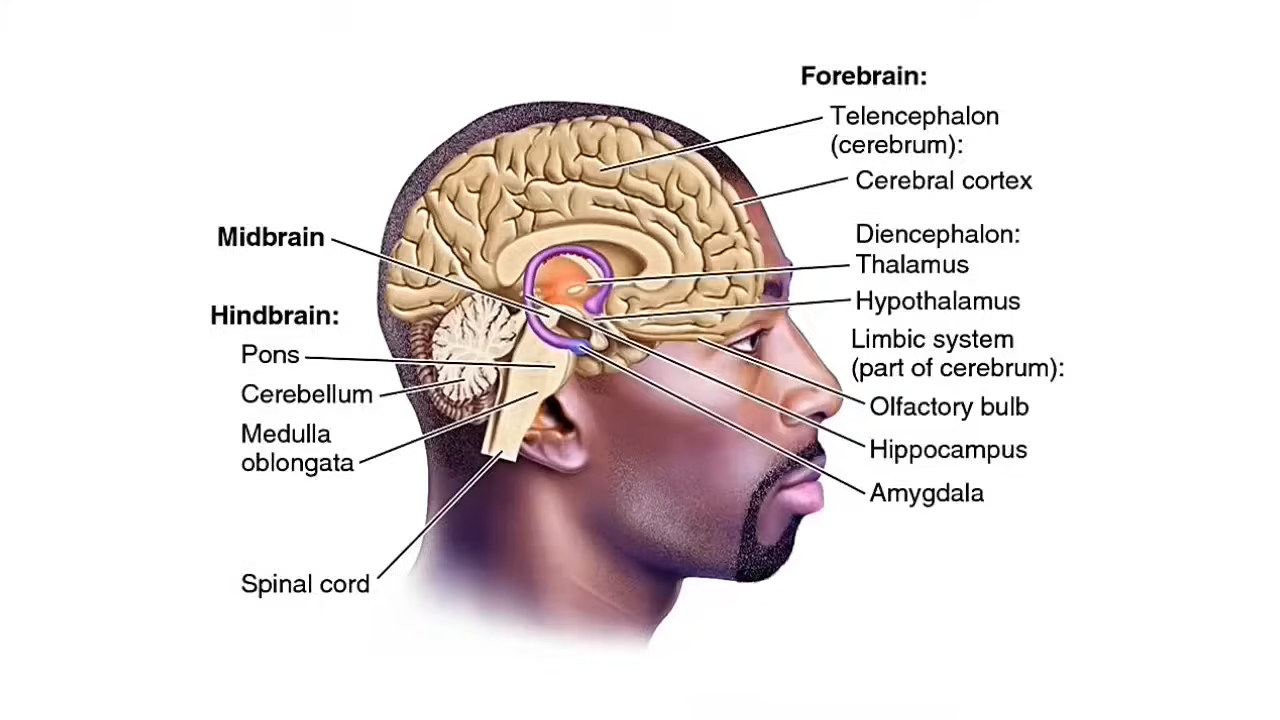 Forebrain:
Telencephalon
(cerebrum):
Cerebral cortex
Diencephalon:
Thalamus
Hypothalamus
Limbic system
(part of cerebrum):
Olfactory bulb
Hippocampus
Amygdala
Midbrain
Hindbrain:
Pons
Cerebellum
Medulla
oblongata
Spinal cord